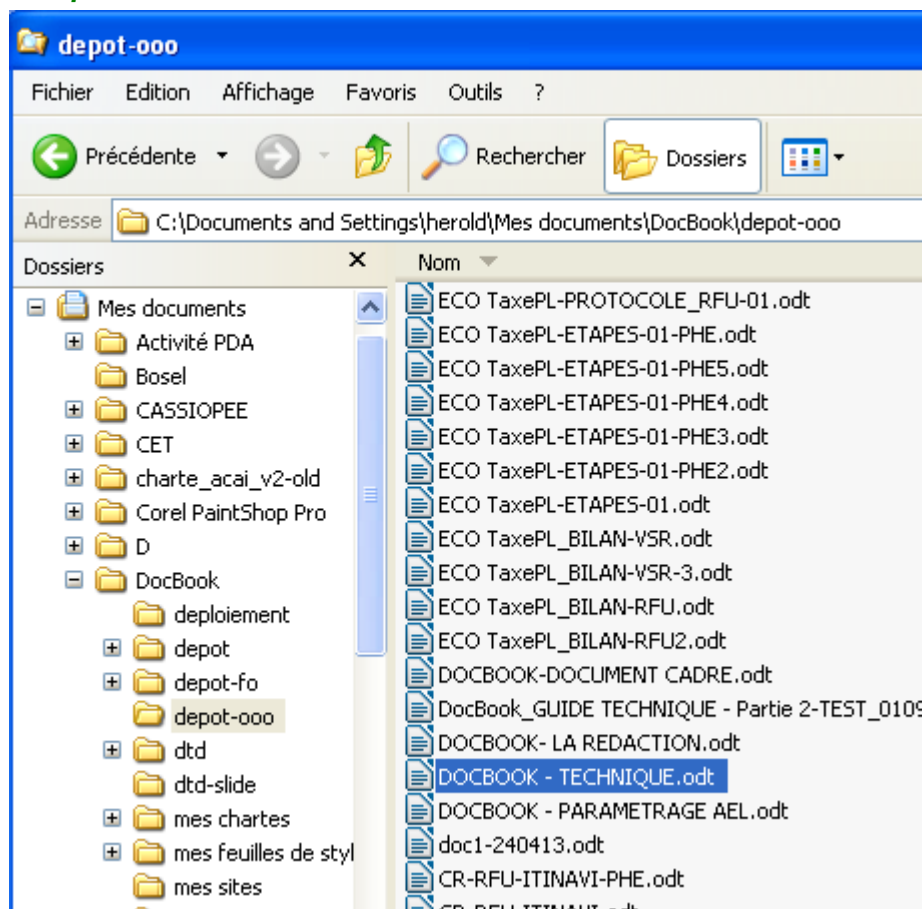 depot-ooo
Fichier Edition Affichage Favoris Outils ?
Précédente Rechercher Dossiers
Adresse C:\Documents and Settings\herold\Mes documents\DocBook\depot-ooo
Dossiers
Mes documents
Activité PDA
Bosel
CASSIOPEE
CET
charte_acai_v2-old
Corel PaintShop Pro
D
DocBook
deploiement
depot
depot-fo
depot-ooo
dtd
dtd-slide
mes chartes
mes feuilles de styl
mes sites
Nom
ECO TaxePL-PROTOCOLE_RFU-01.odt
ECO TaxePL-ETAPES-01-PHE.odt
ECO TaxePL-ETAPES-01-PHE5.odt
ECO TaxePL-ETAPES-01-PHE4.odt
ECO TaxePL-ETAPES-01-PHE3.odt
ECO TaxePL-ETAPES-01-PHE2.odt
ECO TaxePL-ETAPES-01.odt
ECO TaxePL_BILAN-VSR.odt
ECO TaxePL_BILAN-VSR-3.odt
ECO TaxePL_BILAN-RFU.odt
ECO TaxePL_BILAN-RFU2.odt
DOCBOOK-DOCUMENT CADRE.odt
DocBook_GUIDE TECHNIQUE - Partie 2-TEST_0109
DOCBOOK- LA REDACTION.odt
DOCBOOK - TECHNIQUE.odt
DOCBOOK - PARAMETRAGE AEL.odt
doc1-240413.odt
CR-RFU-ITINAVI-PHE.odt